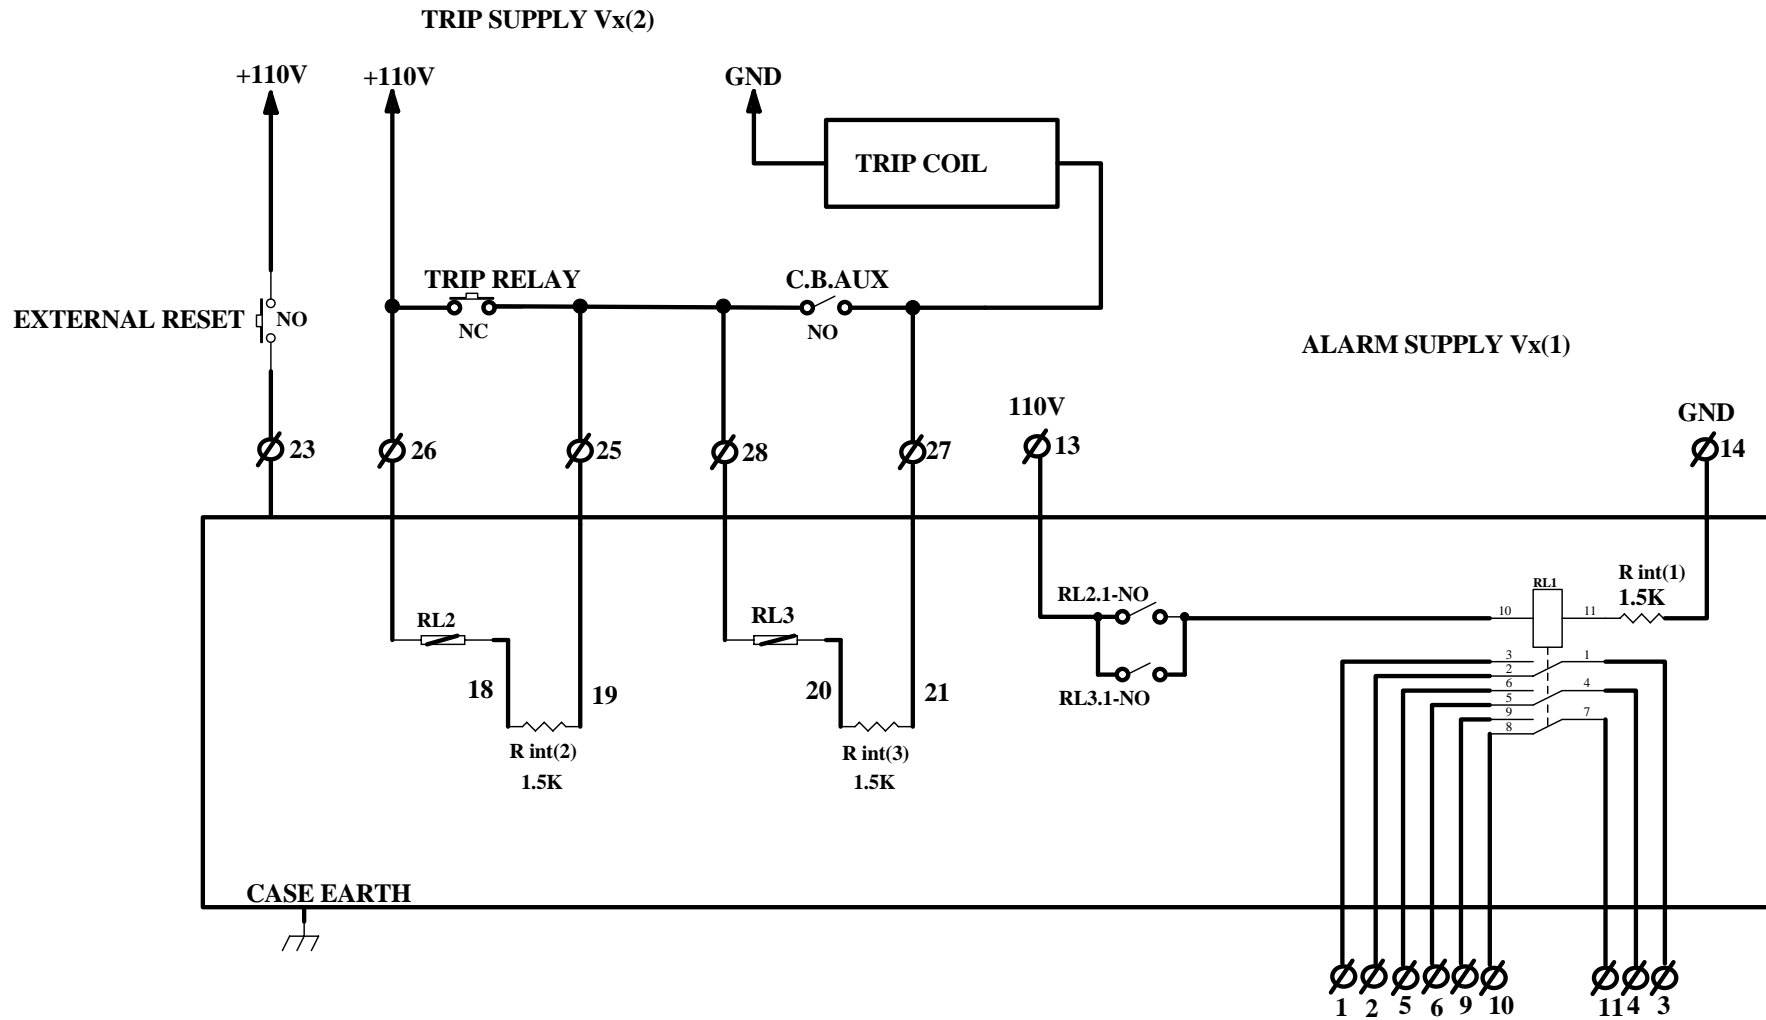 TRIP SUPPLY Vx(2)
+110V
+110V
GND
TRIP COIL
TRIP RELAY
C.B.AUX
EXTERNAL RESET
NO
NC
NO
ALARM SUPPLY Vx(1)
110V
GND
23
26
25
28
27
13
14
RL2
RL3
RL2.1-NO
RL3.1-NO
RL1
R int(1)
1.5K
10
11
3
1
2
6
4
5
9
7
8
18
19
20
21
R int(2)
1.5K
R int(3)
1.5K
CASE EARTH
1
2
5
6
9
10
11
4
3